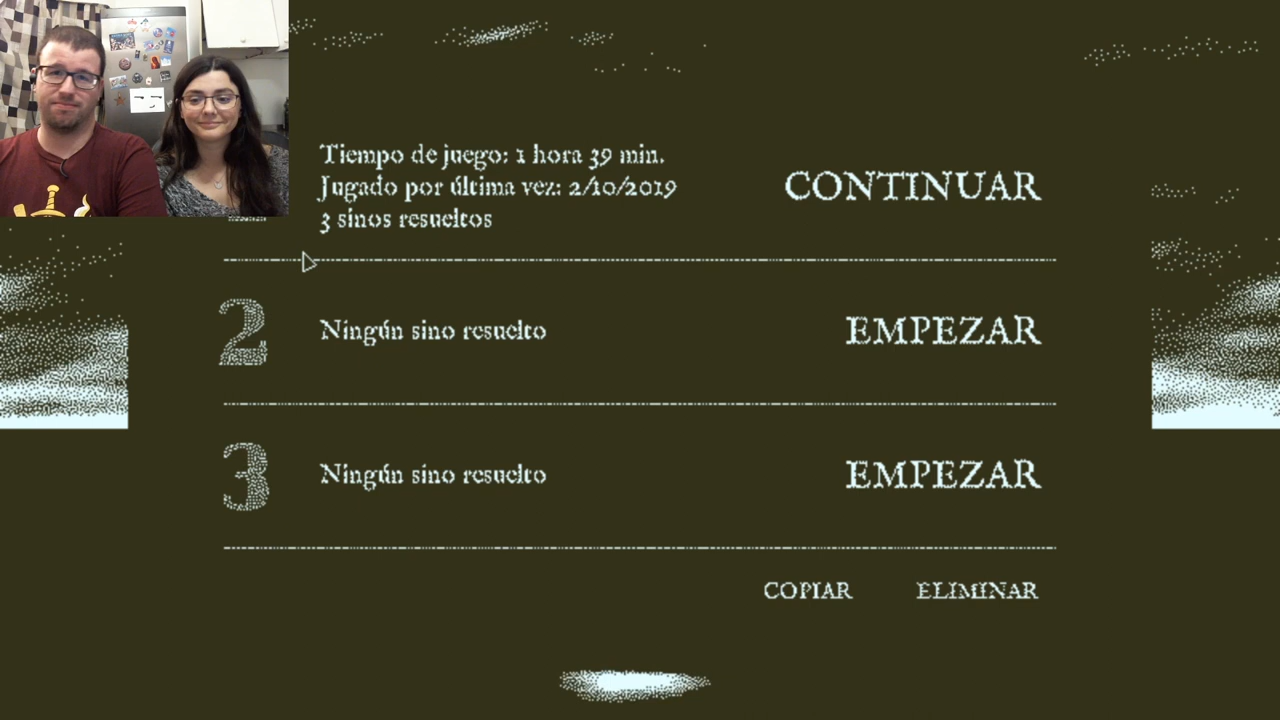 Tiempo de juego: 1 hora 39 min.
Jugado por última vez: 2/10/2019
3 sinos resueltos
CONTINUAR
2
Ningún sino resuelto
EMPEZAR
3
Ningún sino resuelto
EMPEZAR
COPIAR
ELIMINAR